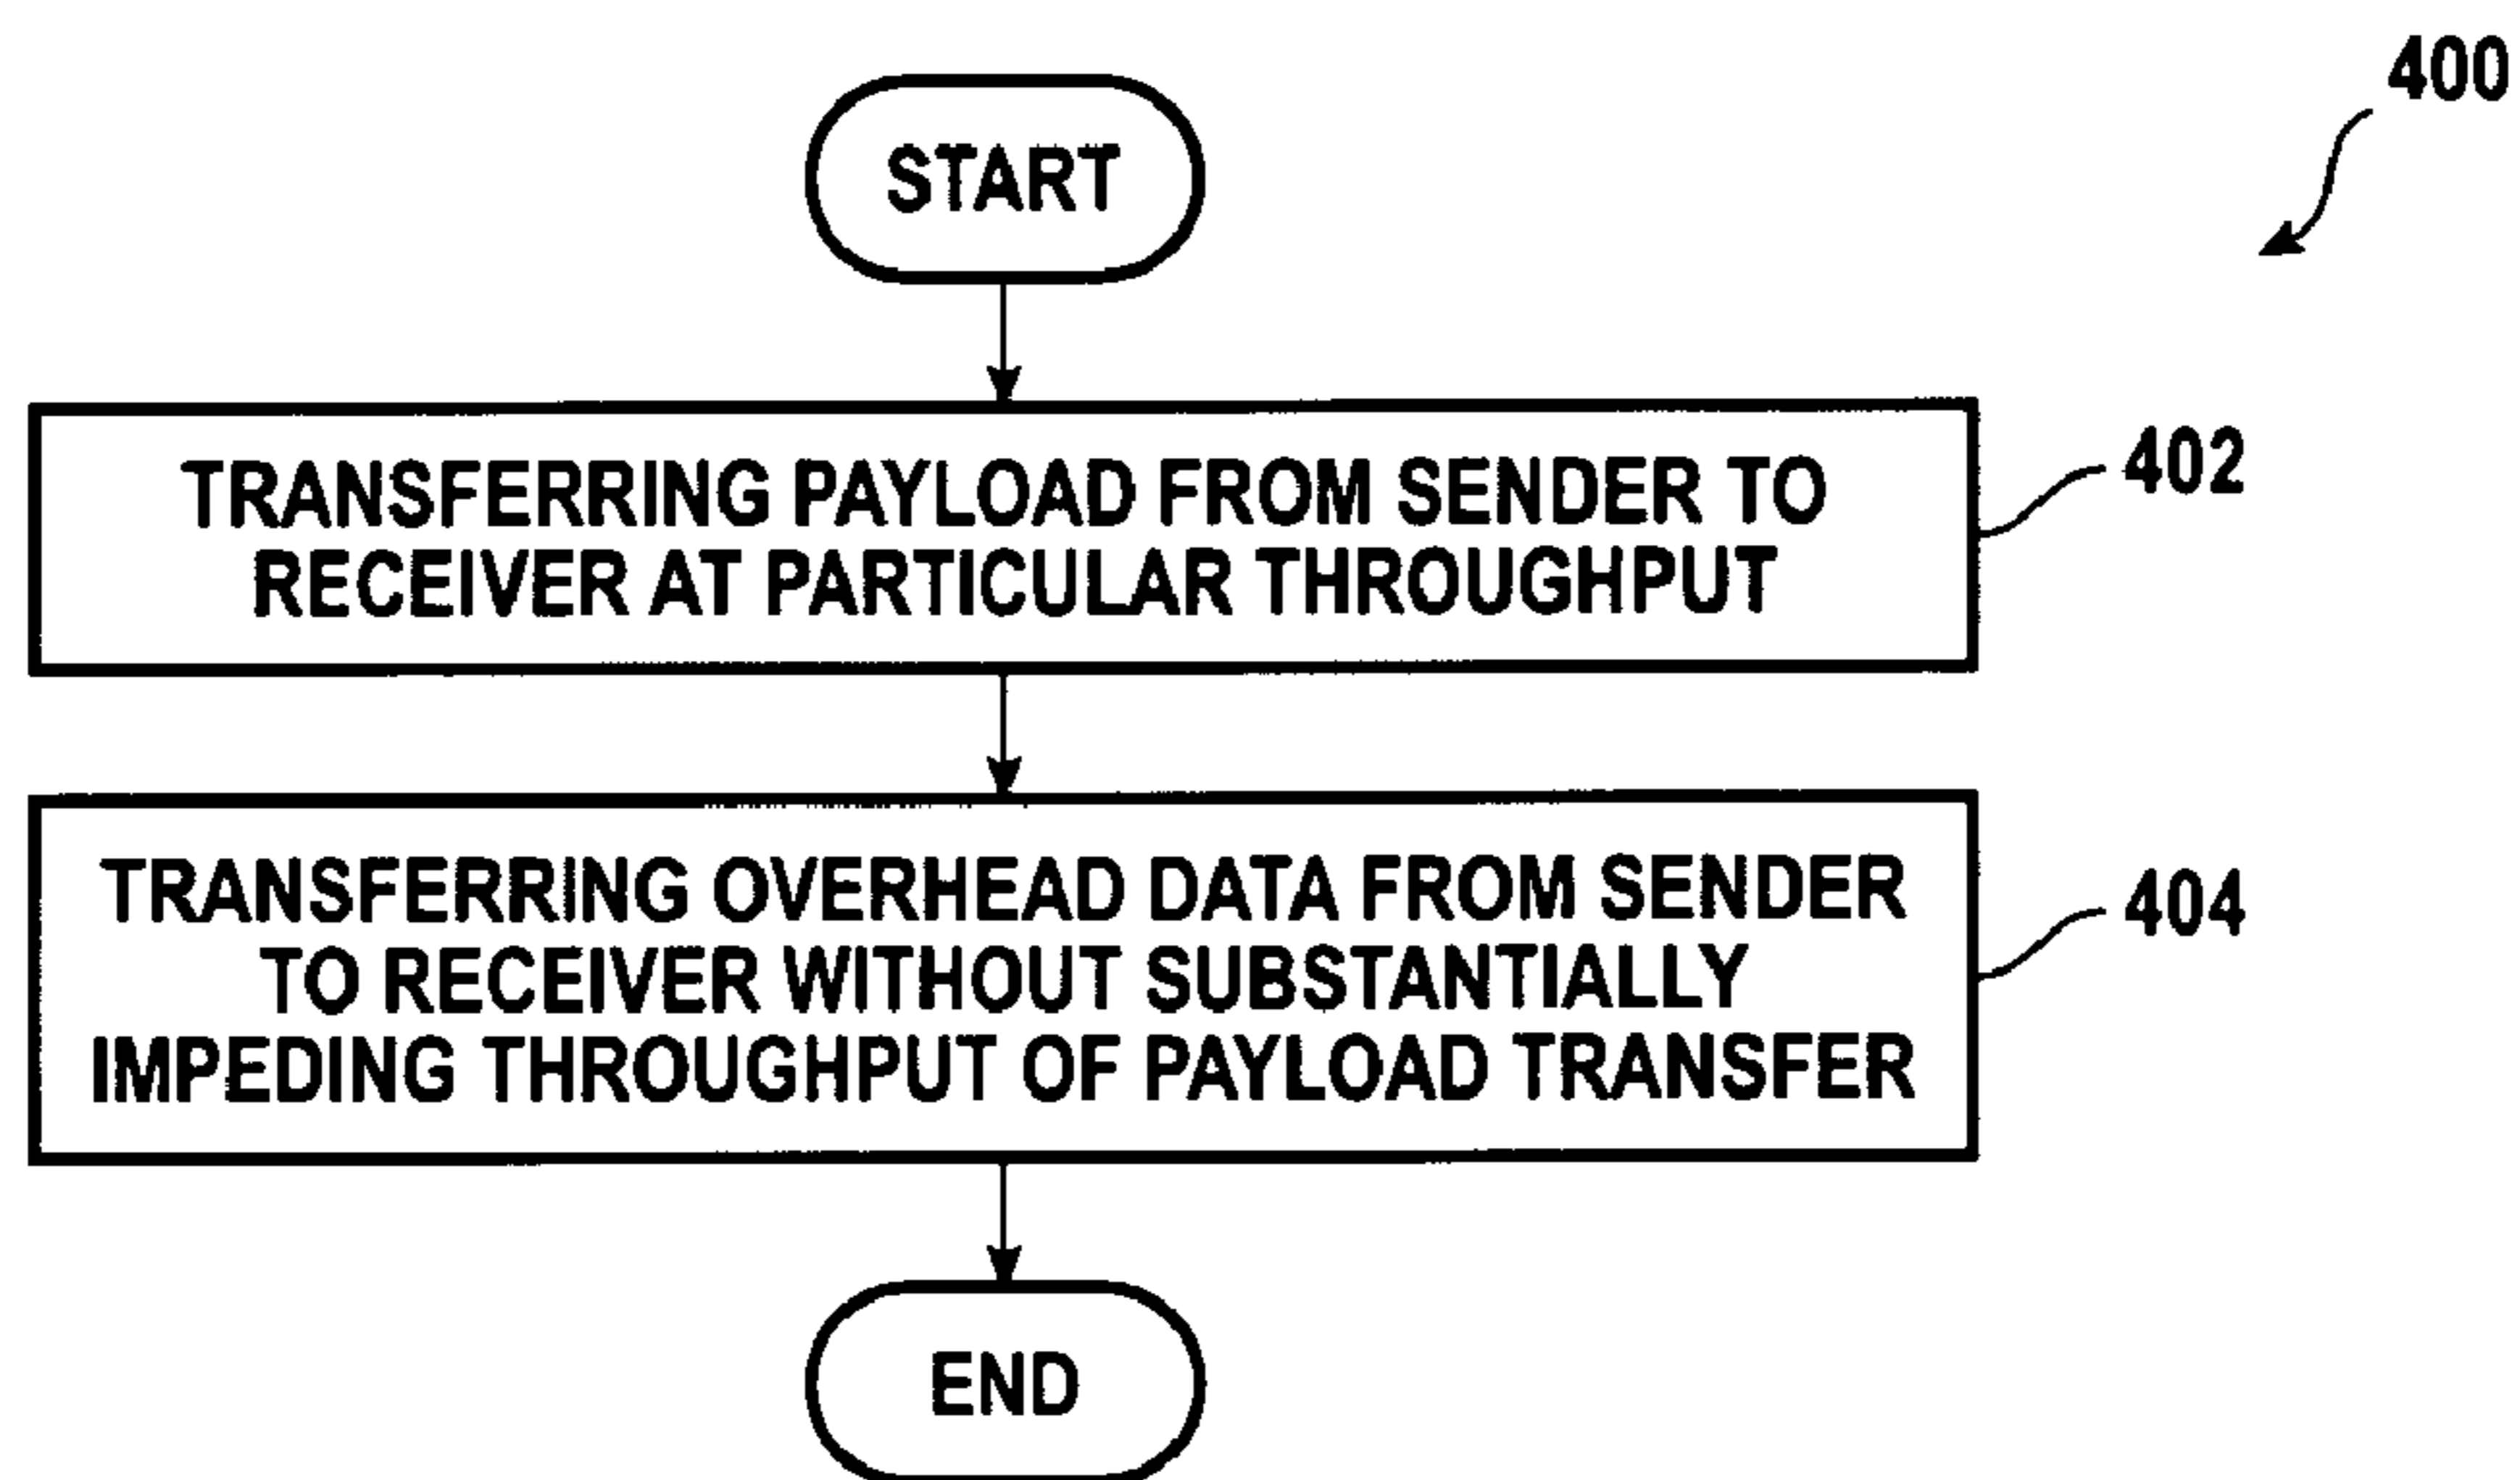 400
START
TRANSFERRING PAYLOAD FROM SENDER TO
RECEIVER AT PARTICULAR THROUGHPUT
402
TRANSFERRING OVERHEAD DATA FROM SENDER
TO RECEIVER WITHOUT SUBSTANTIALLY
IMPEDING THROUGHPUT OF PAYLOAD TRANSFER
404
END